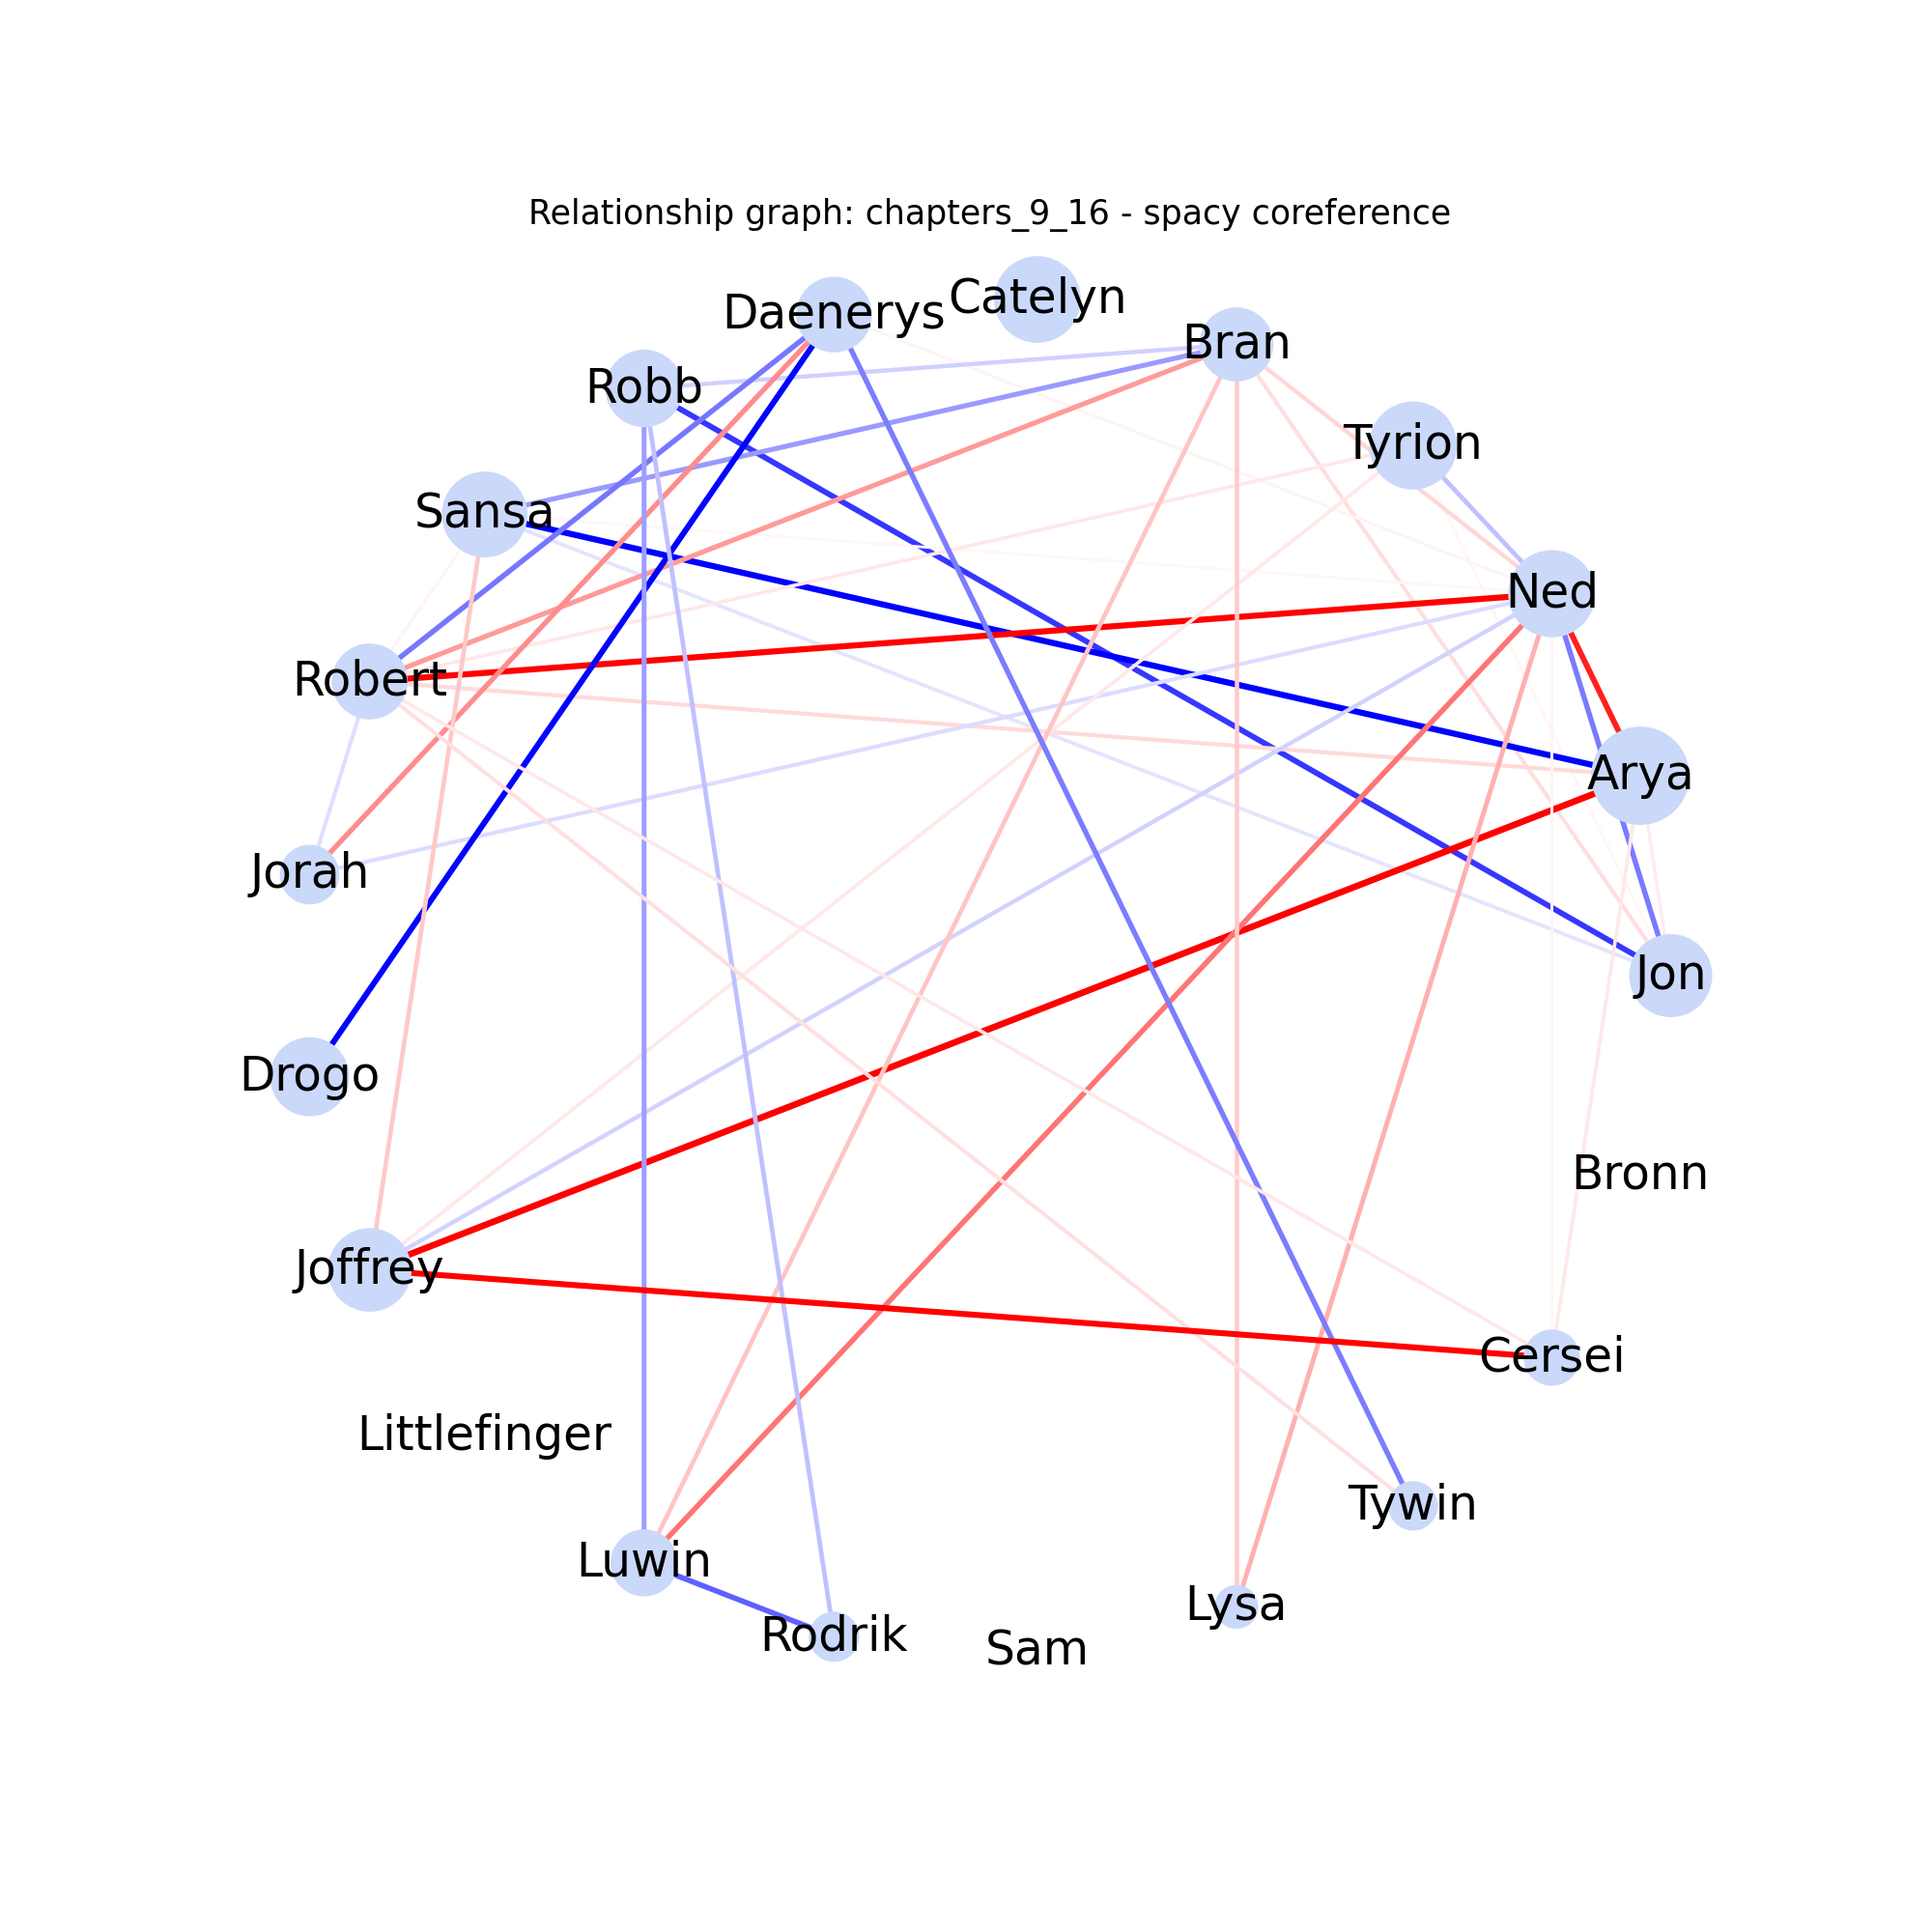 Relationship graph: chapters_9_16 - spacy coreference
Catelyn
Daenerys
Bran
Robb
Tyrion
Sansa
Ned
Robert
Arya
Jorah
Jon
Drogo
Bronn
Joffrey
Cersei
Littlefinger
Tywin
Luwin
Lysa
Rodrik
Sam